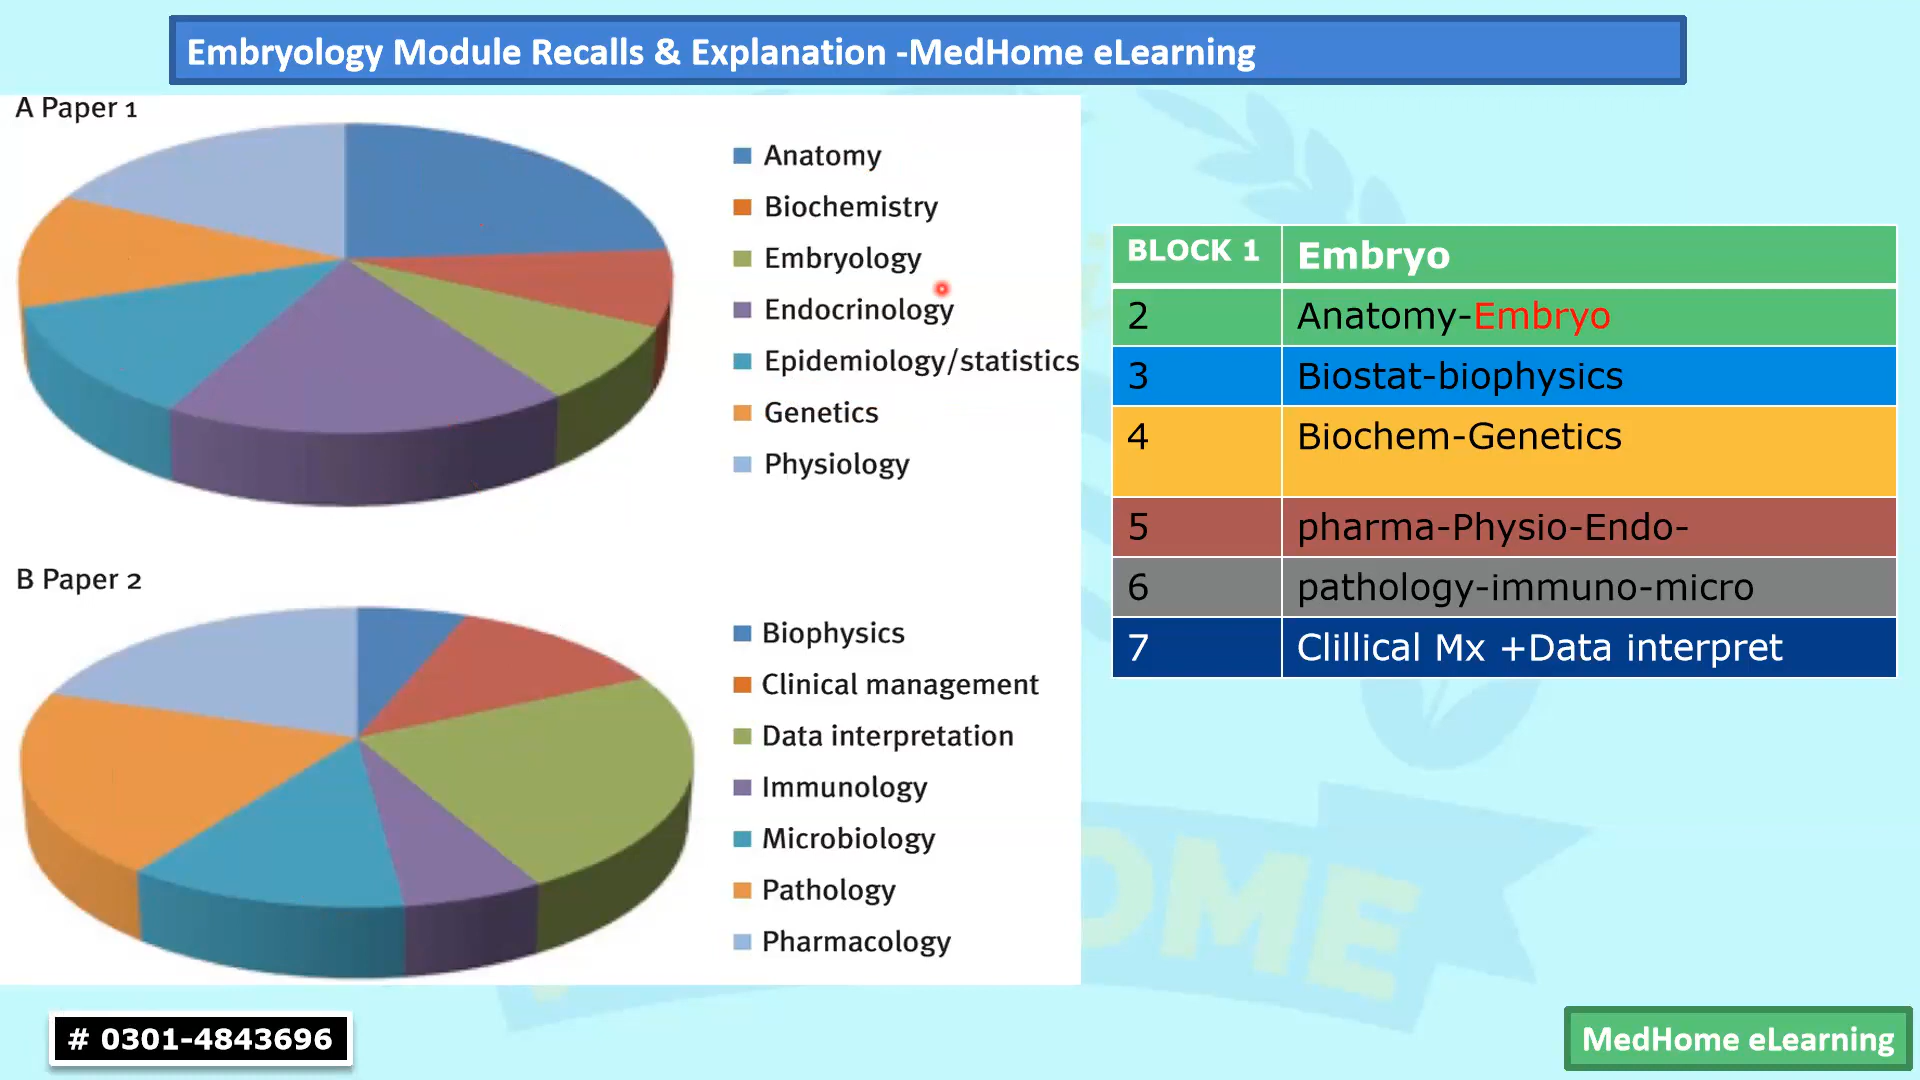 Embryology Module Recalls & Explanation -MedHome eLearning
A Paper 1
Anatomy
Biochemistry
Embryology
Endocrinology
Epidemiology/statistics
Genetics
Physiology
B Paper 2
Biophysics
Clinical management
Data interpretation
Immunology
Microbiology
Pathology
Pharmacology
BLOCK 1 Embryo
2 Anatomy-Embryo
3 Biostat-biophysics
4 Biochem-Genetics
5 pharma-Physio-Endo-
6 pathology-immuno-micro
7 Clillical Mx +Data interpret
# 0301-4843696
MedHome eLearning